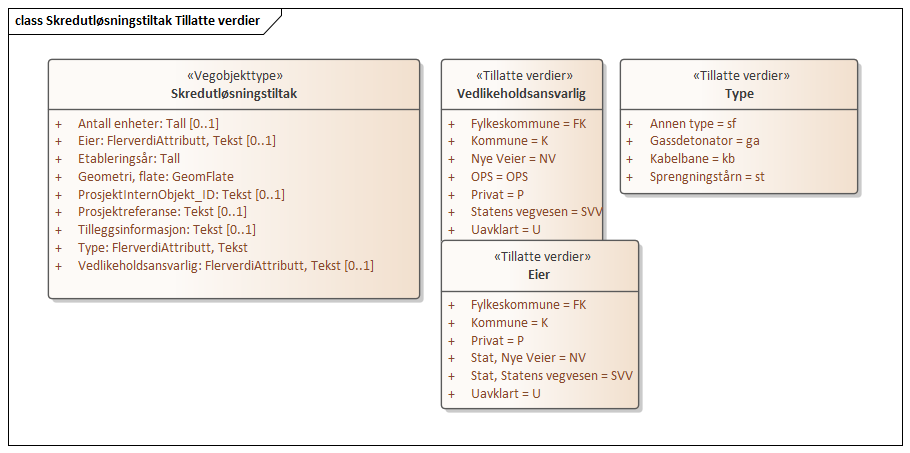 class Skredutløsningstiltak Tillatte verdier
«Vegobjekttype»
Skredutløsningstiltak
+ Antall enheter: Tall [0..1]
+ Eier: FlerverdiAttributt, Tekst [0..1]
+ Etableringsår: Tall
+ Geometri, flate: GeomFlate
+ ProsjektInternObjekt_ID: Tekst [0..1]
+ Prosjektreferanse: Tekst [0..1]
+ Tilleggsinformasjon: Tekst [0..1]
+ Type: FlerverdiAttributt, Tekst
+ Vedlikeholdsansvarlig: FlerverdiAttributt, Tekst [0..1]
«Tillatte verdier»
Vedlikeholdsansvarlig
+ Fylkeskommune = FK
+ Kommune = K
+ Nye Veier = NV
+ OPS = OPS
+ Privat = P
+ Statens vegvesen = SVV
+ Uavklart = U
«Tillatte verdier»
Eier
+ Fylkeskommune = FK
+ Kommune = K
+ Privat = P
+ Stat, Nye Veier = NV
+ Stat, Statens vegvesen = SVV
+ Uavklart = U
«Tillatte verdier»
Type
+ Annen type = sf
+ Gassdetonator = ga
+ Kabelbane = kb
+ Sprengningstårn = st